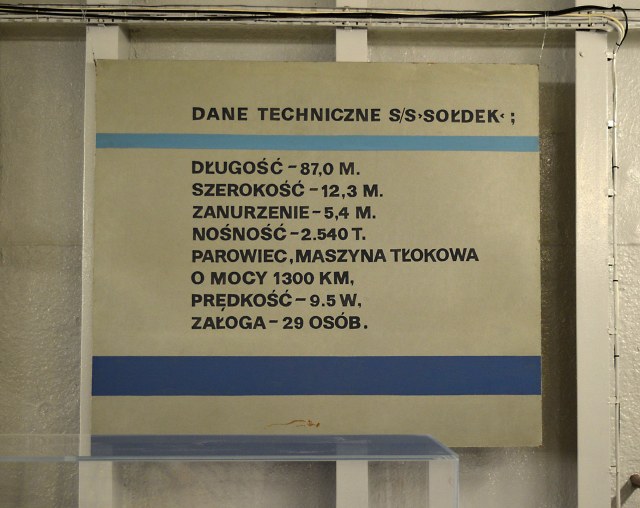 DANE TECHNICZNE S/S›SOŁDEK‹;
DŁUGOŚĆ – 87,0 M.
SZEROKOŚĆ – 12,3 M.
ZANURZENIE – 5,4 M.
NOŚNOŚĆ – 2.540 T.
PAROWIEC, MASZYNA TŁOKOWA
O MOCY 1300 KM,
PRĘDKOŚĆ – 9.5 W,
ZAŁOGA – 29 OSÓB.